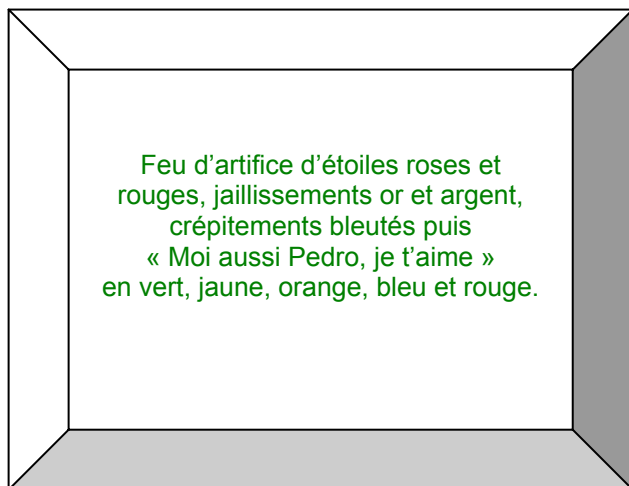 Feu d’artifice d’étoiles roses et
rouges, jaillissements or et argent,
crépitements bleutés puis
« Moi aussi Pedro, je t’aime »
en vert, jaune, orange, bleu et rouge.